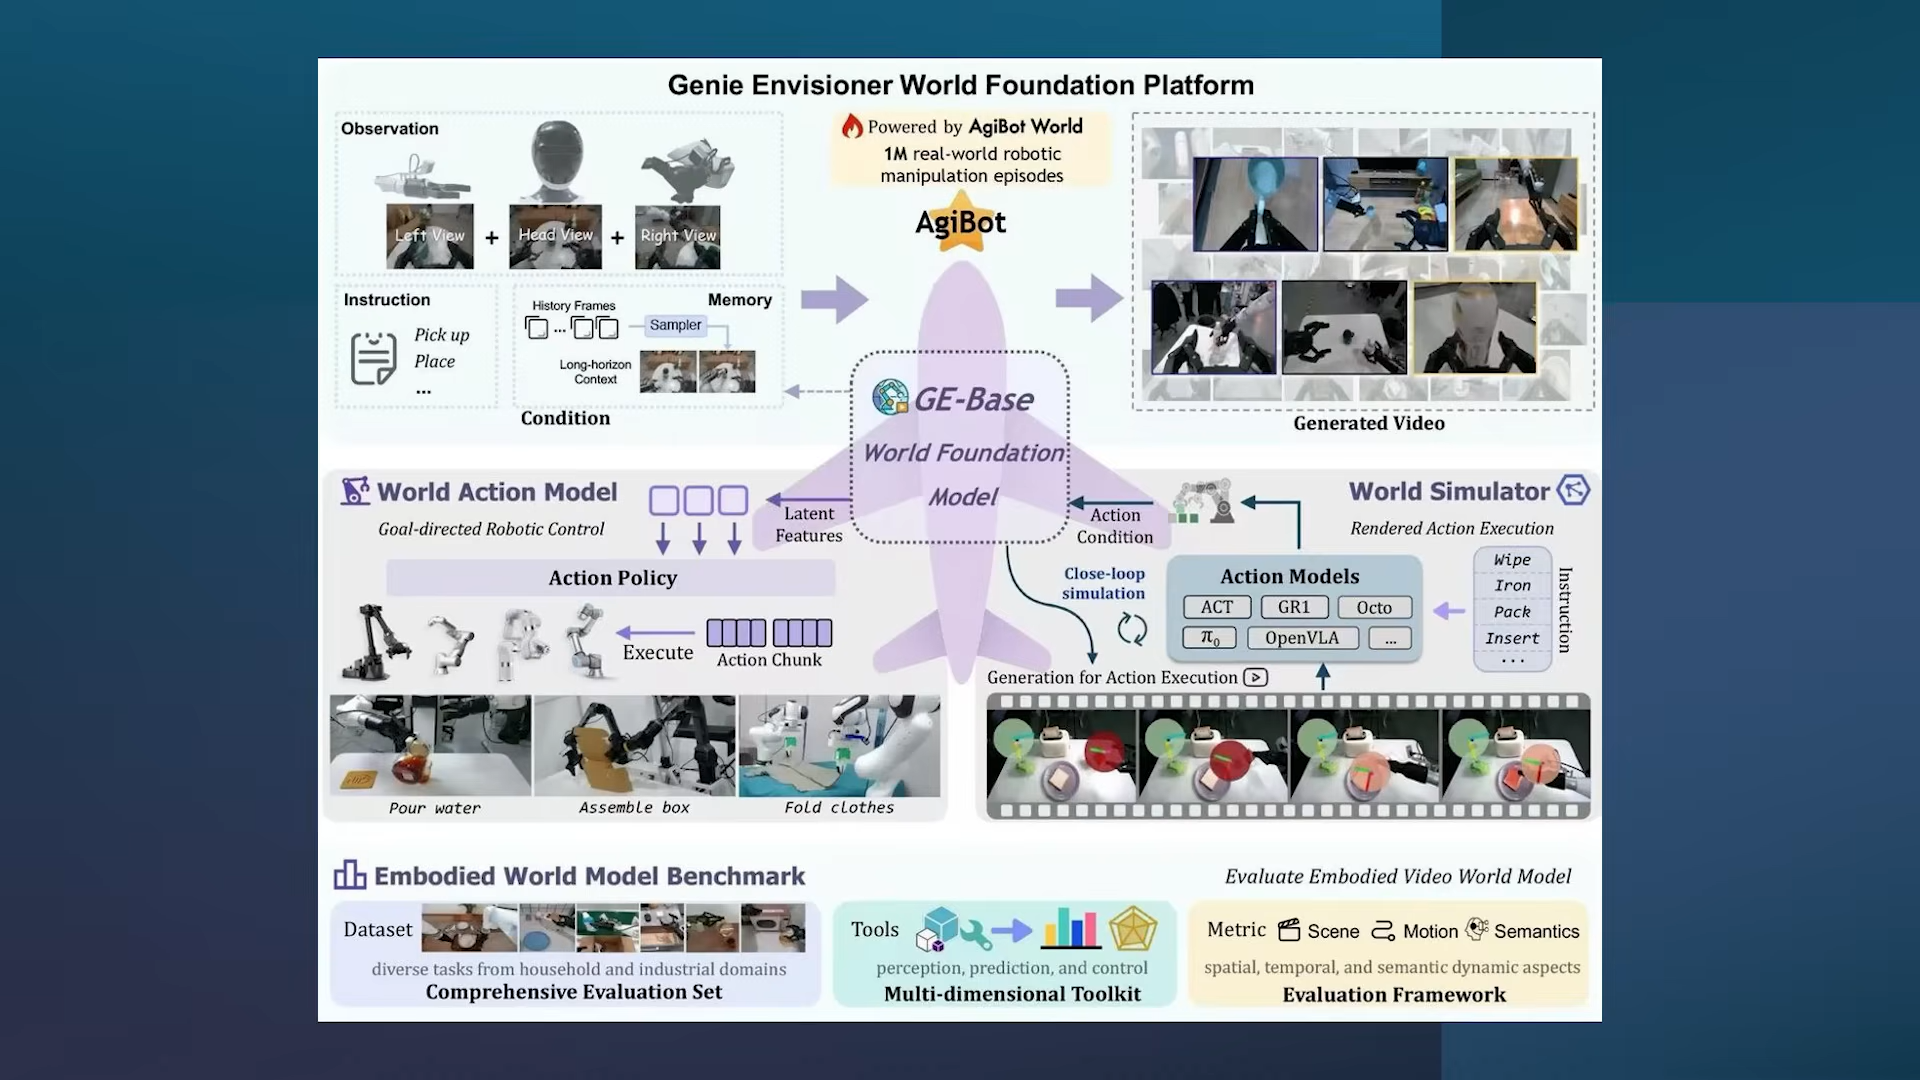 Genie Envisioner World Foundation Platform
Observation
Left View + Head View + Right View
Instruction
Pick up
Place
...
Memory
History Frames
...
Sampler
Long-horizon
Context
Condition
Powered by AgiBot World
1M real-world robotic
manipulation episodes
AgiBot
Generated Video
GE-Base
World Foundation
Model
World Action Model
Goal-directed Robotic Control
Latent
Features
Action Policy
Execute
Action Chunk
Pour water
Assemble box
Fold clothes
World Simulator
Rendered Action Execution
Action
Condition
Close-loop
simulation
Action Models
ACT
GR1
Octo
π0
OpenVLA
...
Wipe
Iron
Pack
Insert
...
Instruction
Generation for Action Execution
Embodied World Model Benchmark
Evaluate Embodied Video World Model
Dataset
diverse tasks from household and industrial domains
Comprehensive Evaluation Set
Tools
perception, prediction, and control
Multi-dimensional Toolkit
Metric Scene Motion Semantics
spatial, temporal, and semantic dynamic aspects
Evaluation Framework